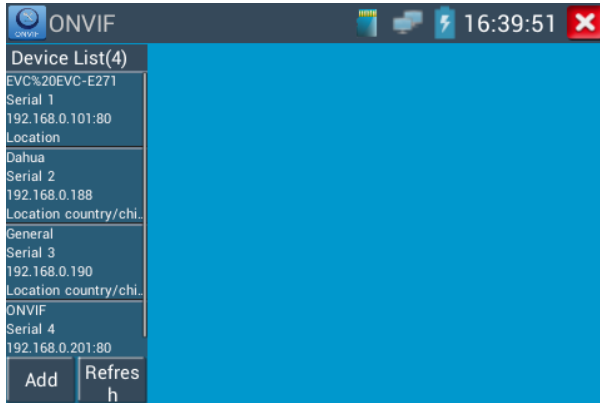 ONVIF
ONVIF
16:39:51
Device List(4)
EVC%20EVC-E271
Serial 1
192.168.0.101:80
Location
Dahua
Serial 2
192.168.0.188
Location country/chi..
General
Serial 3
192.168.0.190
Location country/chi..
ONVIF
Serial 4
192.168.0.201:80
Add
Refres
h